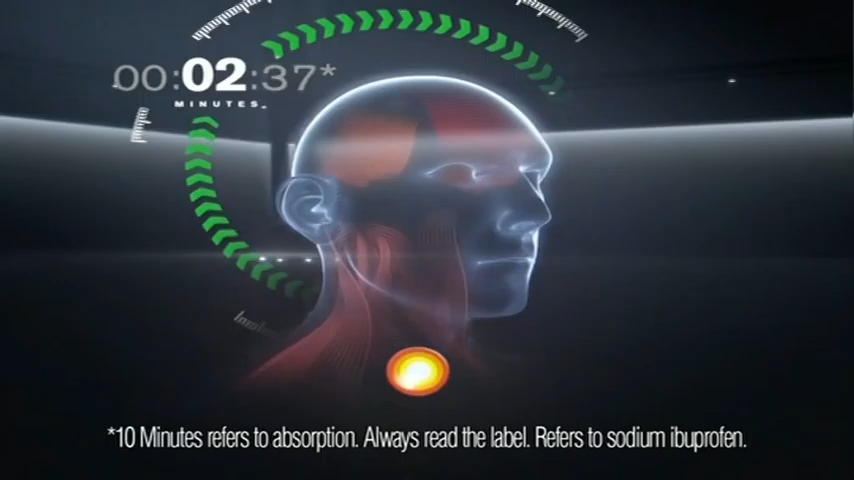 00:02:37*
MINUTES
*10 Minutes refers to absorption. Always read the label. Refers to sodium ibuprofen.